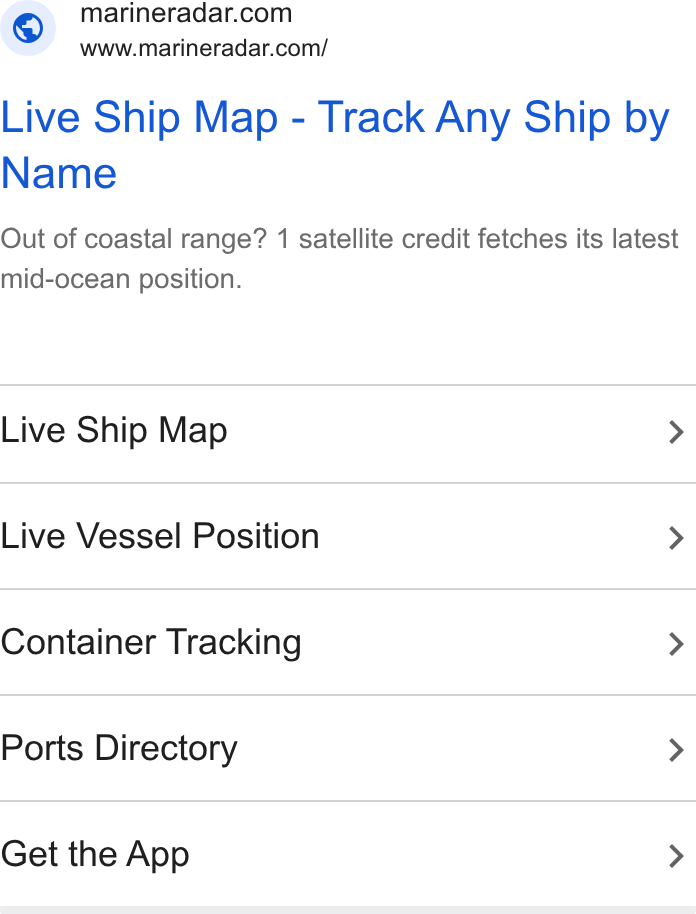 marineradar.com
www.marineradar.com/
Live Ship Map - Track Any Ship by
Name
Out of coastal range? 1 satellite credit fetches its latest
mid-ocean position.
Live Ship Map
Live Vessel Position
Container Tracking
Ports Directory
Get the App